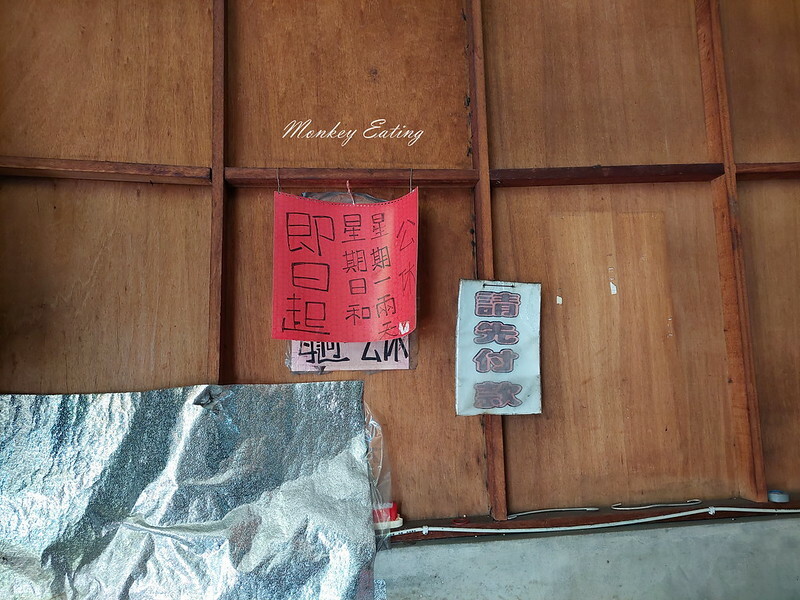 Monkey Eating
即日起
星期日和
星期一兩天
公休
請先付款